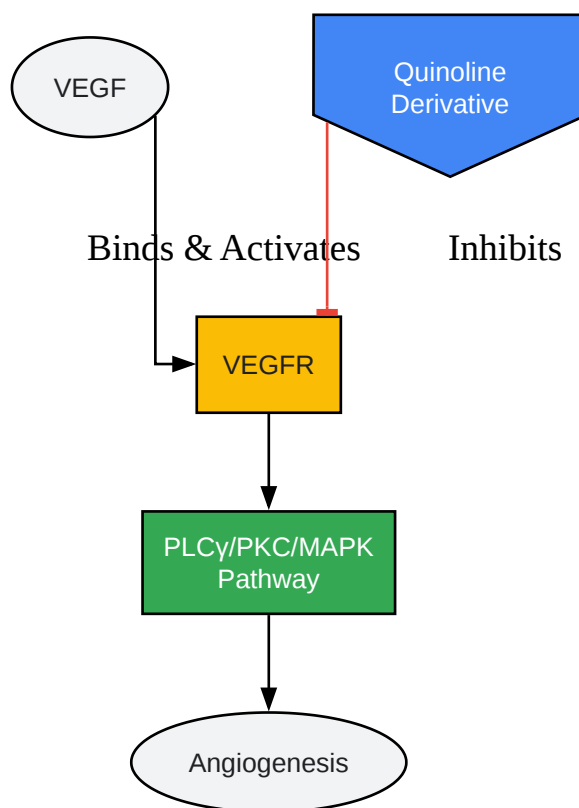 VEGF
Quinoline
Derivative
Binds & Activates
Inhibits
VEGFR
PLCγ/PKC/MAPK
Pathway
Angiogenesis